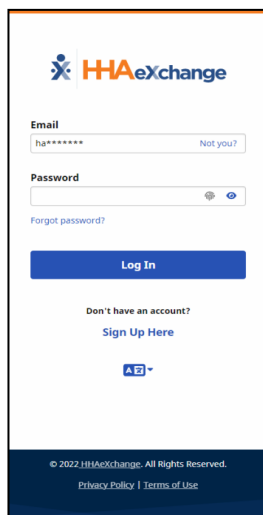 HHAeXchange
Email
ha******* Not you?
Password
Forgot password?
Log In
Don't have an account?
Sign Up Here
A
© 2022 HHAeXchange. All Rights Reserved.
Privacy Policy | Terms of Use